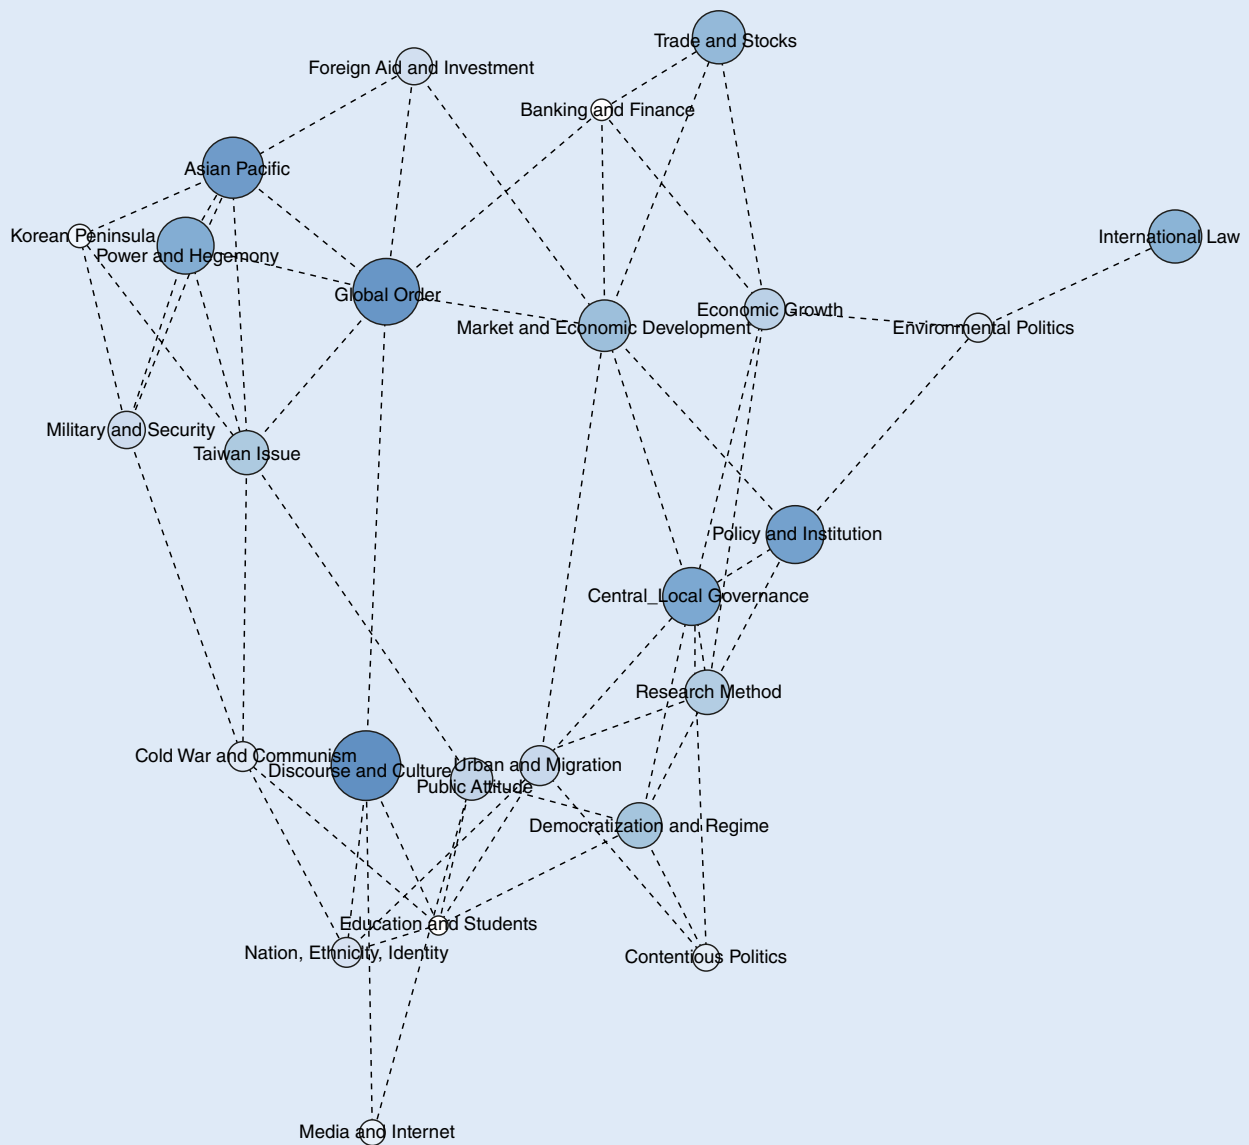 Trade and Stocks
Foreign Aid and Investment
Banking and Finance
Asian Pacific
Korean Peninsula
International Law
Power and Hegemony
Global Order
Economic Growth
Market and Economic Development
Environmental Politics
Military and Security
Taiwan Issue
Policy and Institution
Central_Local Governance
Research Method
Cold War and Communism
Urban and Migration
Discourse and Culture
Public Attitude
Democratization and Regime
Education and Students
Nation, Ethnicity, Identity
Contentious Politics
Media and Internet